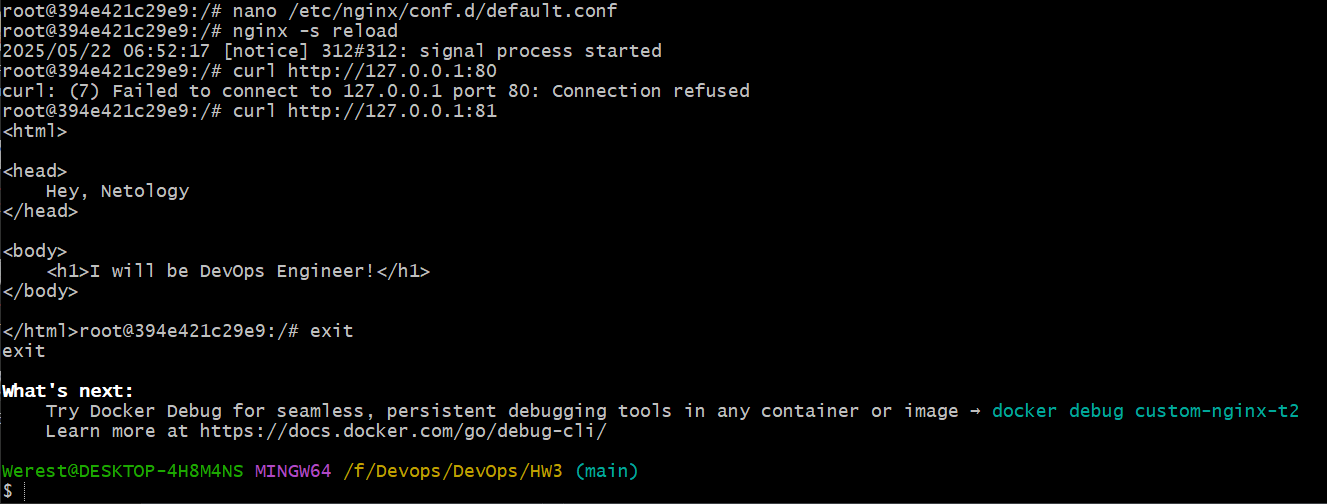 root@394e421c29e9:/# nano /etc/nginx/conf.d/default.conf
root@394e421c29e9:/# nginx -s reload
2025/05/22 06:52:17 [notice] 312#312: signal process started
root@394e421c29e9:/# curl http://127.0.0.1:80
curl: (7) Failed to connect to 127.0.0.1 port 80: Connection refused
root@394e421c29e9:/# curl http://127.0.0.1:81
<html>
<head>
Hey, Netology
</head>
<body>
<h1>I will be DevOps Engineer!</h1>
</body>
</html>root@394e421c29e9:/# exit
exit
What's next:
Try Docker Debug for seamless, persistent debugging tools in any container or image → docker debug custom-nginx-t2
Learn more at https://docs.docker.com/go/debug-cli/
Werest@DESKTOP-4H8M4NS MINGW64 /f/Devops/DevOps/HW3 (main)
$